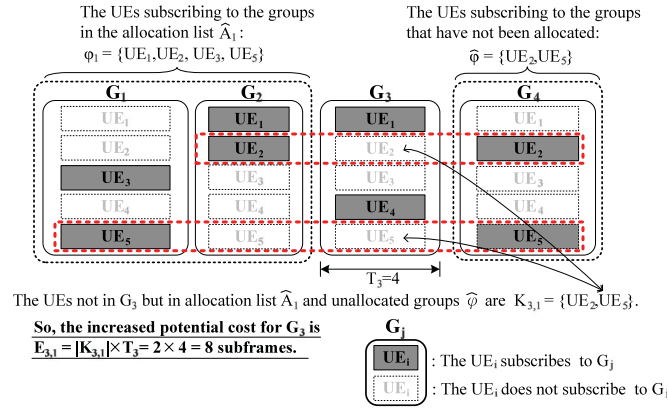 The UEs subscribing to the groups
in the allocation list Â₁:
φ₁ = {UE₁,UE₂, UE₃, UE₅}
The UEs subscribing to the groups
that have not been allocated:
φ̂ = {UE₂,UE₅}
G₁ G₂ G₃ G₄
UE₁ UE₁ UE₁ UE₁
UE₂ UE₂ UE₂ UE₂
UE₃ UE₃ UE₃
UE₄ UE₄ UE₄ UE₄
UE₅ UE₅ UE₅ UE₅
T₃=4
The UEs not in G₃ but in allocation list Â₁ and unallocated groups φ̂ are K₃,₁ = {UE₂,UE₅}.
So, the increased potential cost for G₃ is
E₃,₁ = |K₃,₁|×T₃= 2 × 4 = 8 subframes.
Gⱼ
UEᵢ : The UEᵢ subscribes to Gⱼ
UEᵢ : The UEᵢ does not subscribe to Gⱼ